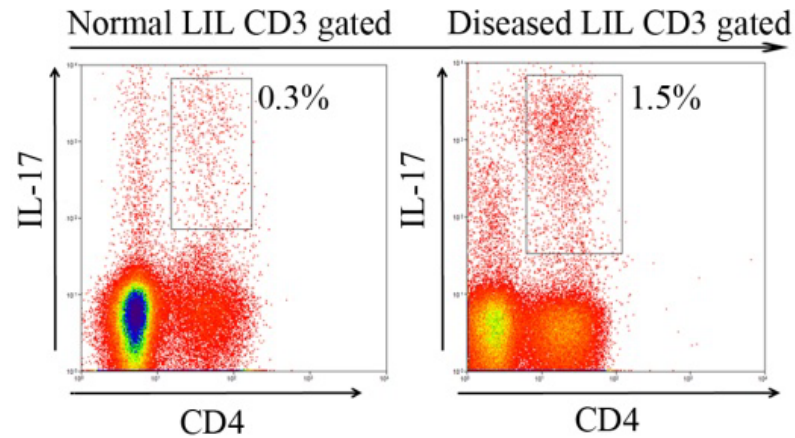 Normal LIL CD3 gated
Diseased LIL CD3 gated
0.3%
1.5%
IL-17
IL-17
CD4
CD4